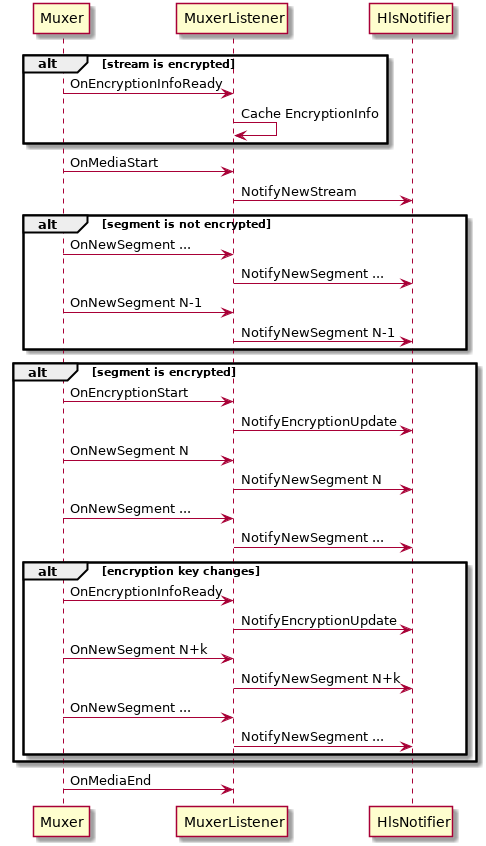 Muxer MuxerListener HlsNotifier
alt [stream is encrypted]
OnEncryptionInfoReady
Cache EncryptionInfo
OnMediaStart
NotifyNewStream
alt [segment is not encrypted]
OnNewSegment ...
NotifyNewSegment ...
OnNewSegment N-1
NotifyNewSegment N-1
alt [segment is encrypted]
OnEncryptionStart
NotifyEncryptionUpdate
OnNewSegment N
NotifyNewSegment N
OnNewSegment ...
NotifyNewSegment ...
alt [encryption key changes]
OnEncryptionInfoReady
NotifyEncryptionUpdate
OnNewSegment N+k
NotifyNewSegment N+k
OnNewSegment ...
NotifyNewSegment ...
OnMediaEnd
Muxer MuxerListener HlsNotifier